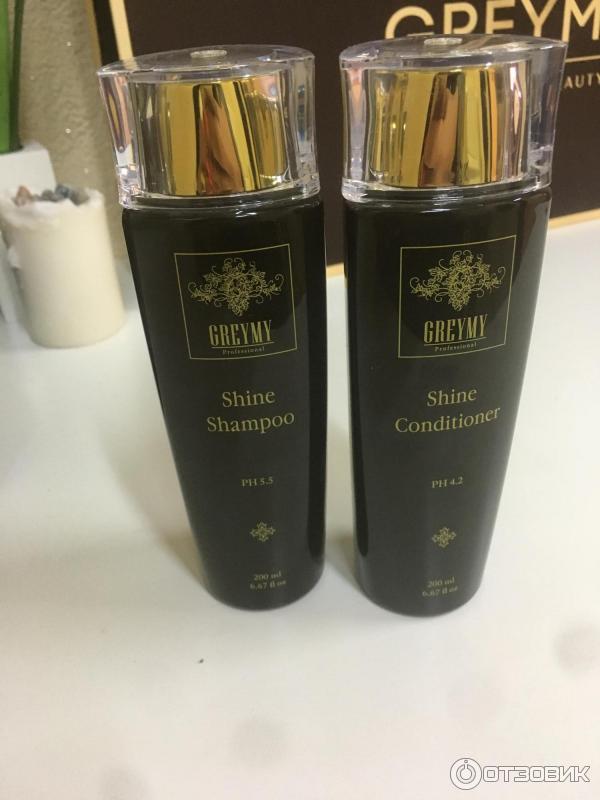 GREYM
AUTY
GREYMY
Professional
Shine
Shampoo
PH 5.5
200 ml
6.67 fl oz
GREYMY
Professional
Shine
Conditioner
PH 4.2
200 ml
6.67 fl oz
ОТЗОВИК